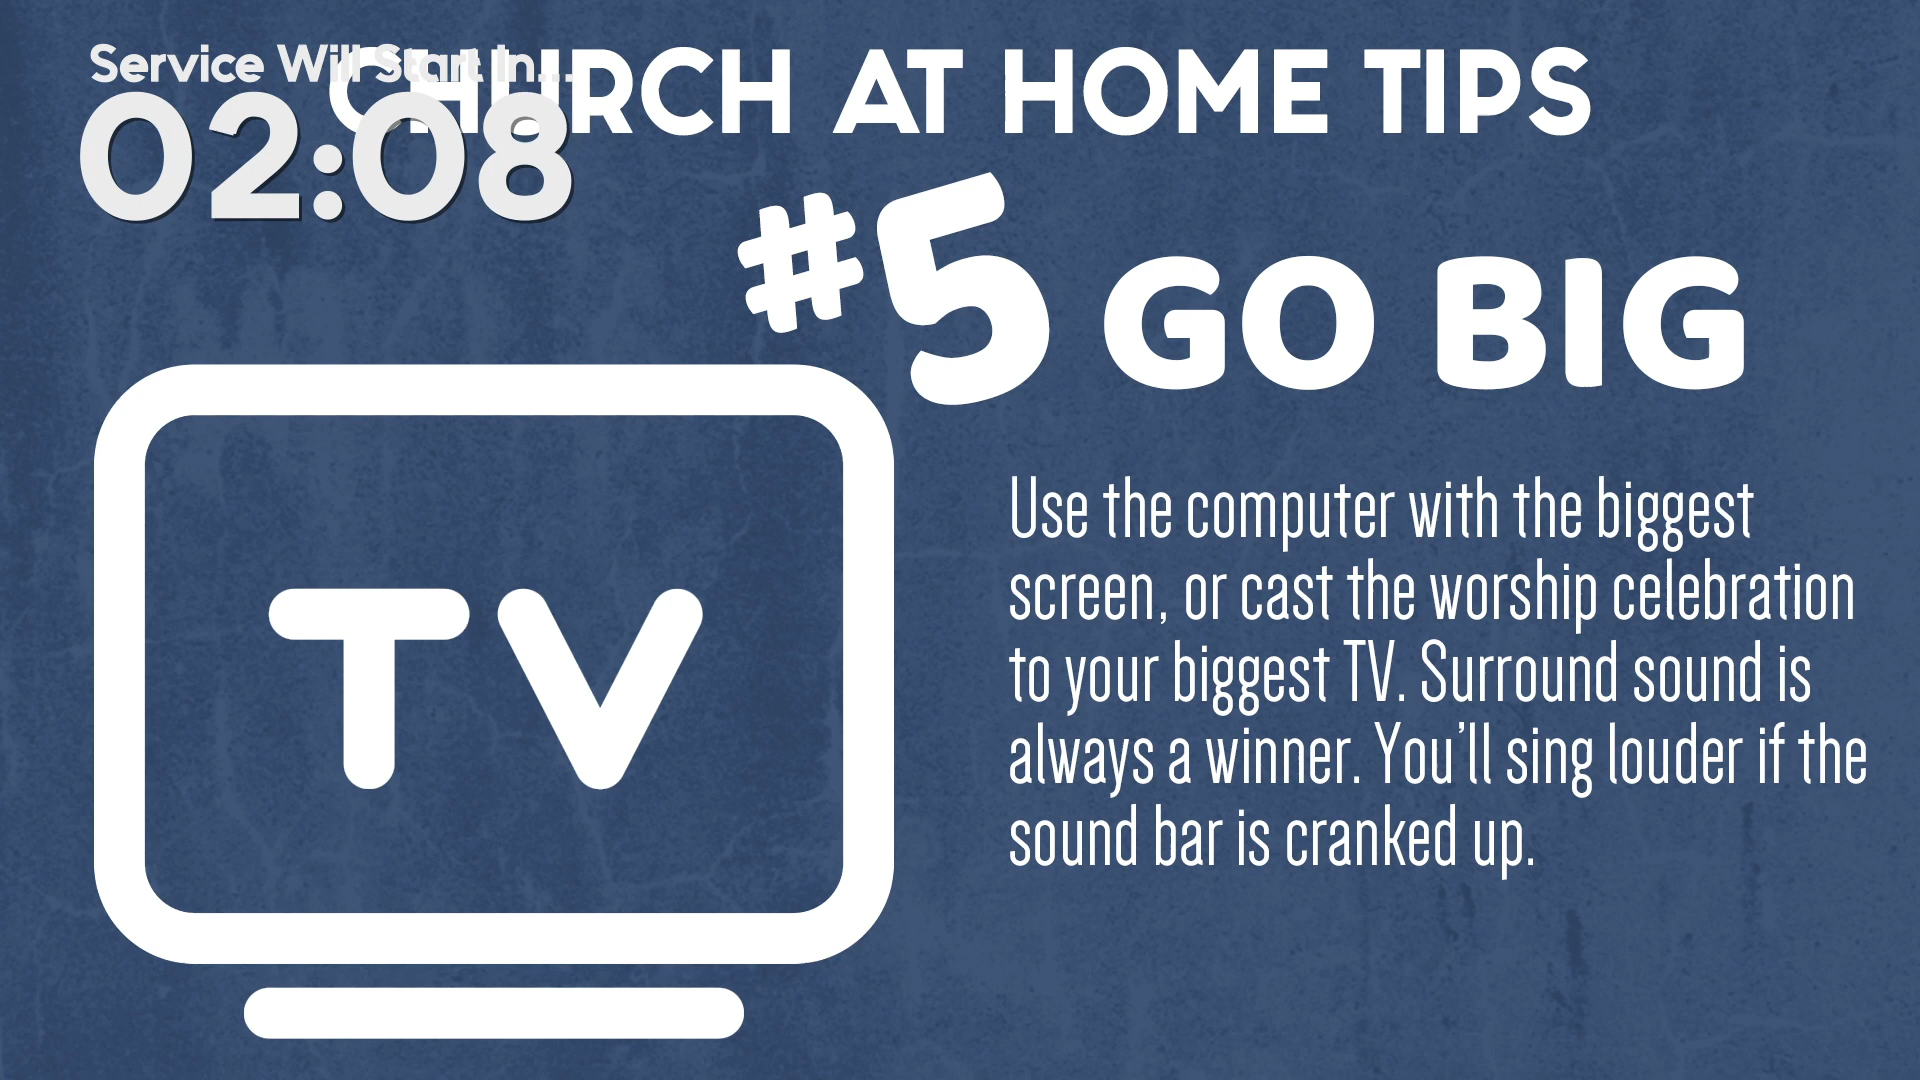 Service Will Start In...
02:08
CHURCH AT HOME TIPS
#5 GO BIG
TV
Use the computer with the biggest
screen, or cast the worship celebration
to your biggest TV. Surround sound is
always a winner. You’ll sing louder if the
sound bar is cranked up.